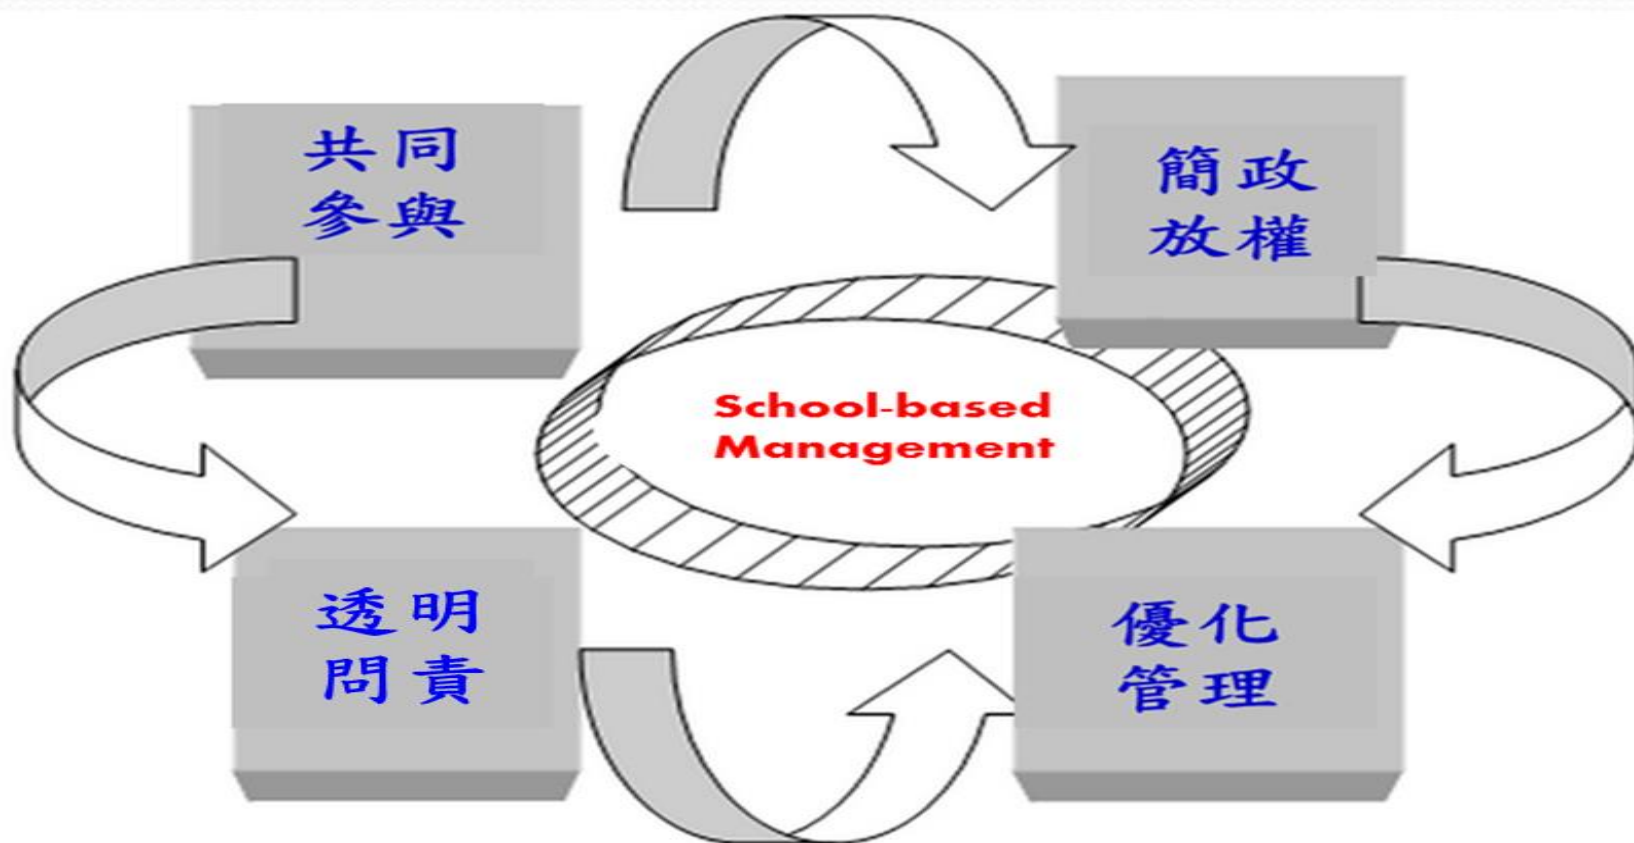 共同
參與
簡政
放權
School-based
Management
透明
問責
優化
管理